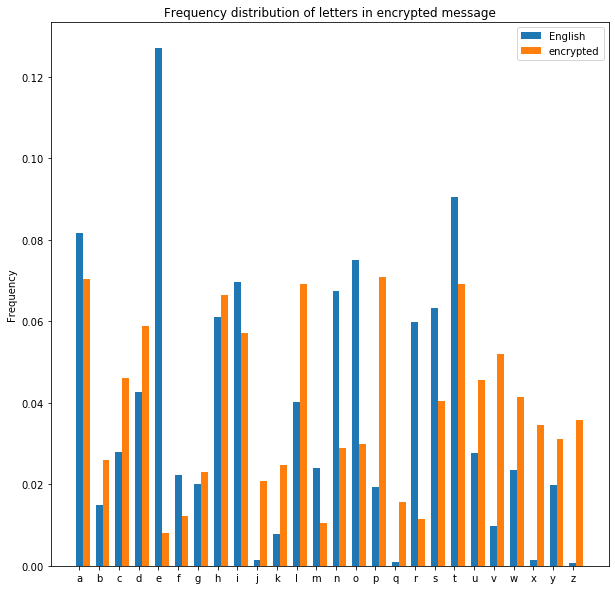 Frequency distribution of letters in encrypted message
English
encrypted
Frequency
0.12
0.10
0.08
0.06
0.04
0.02
0.00
a b c d e f g h i j k l m n o p q r s t u v w x y z